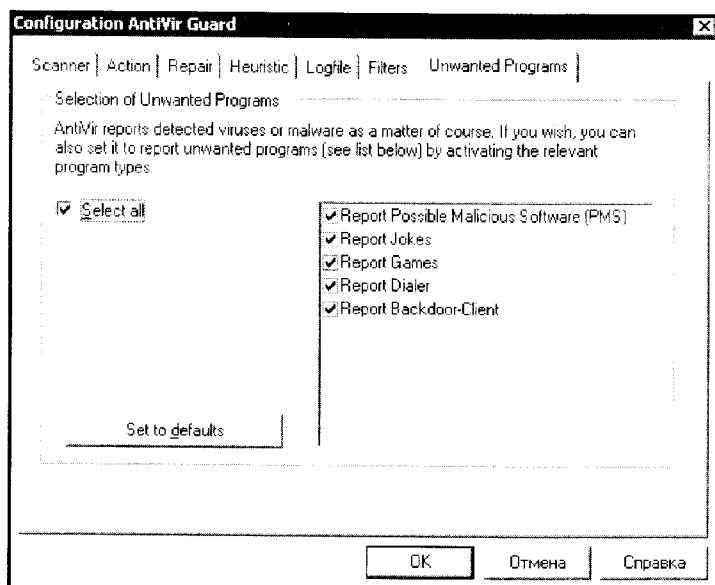 Configuration AntiVir Guard
Scanner Action Repair Heuristic Logfile Filters Unwanted Programs
Selection of Unwanted Programs
AntiVir reports detected viruses or malware as a matter of course. If you wish, you can
also set it to report unwanted programs (see list below) by activating the relevant
program types.
Select all
Report Possible Malicious Software (PMS)
Report Jokes
Report Games
Report Dialer
Report Backdoor-Client
Set to defaults
OK Отмена Справка